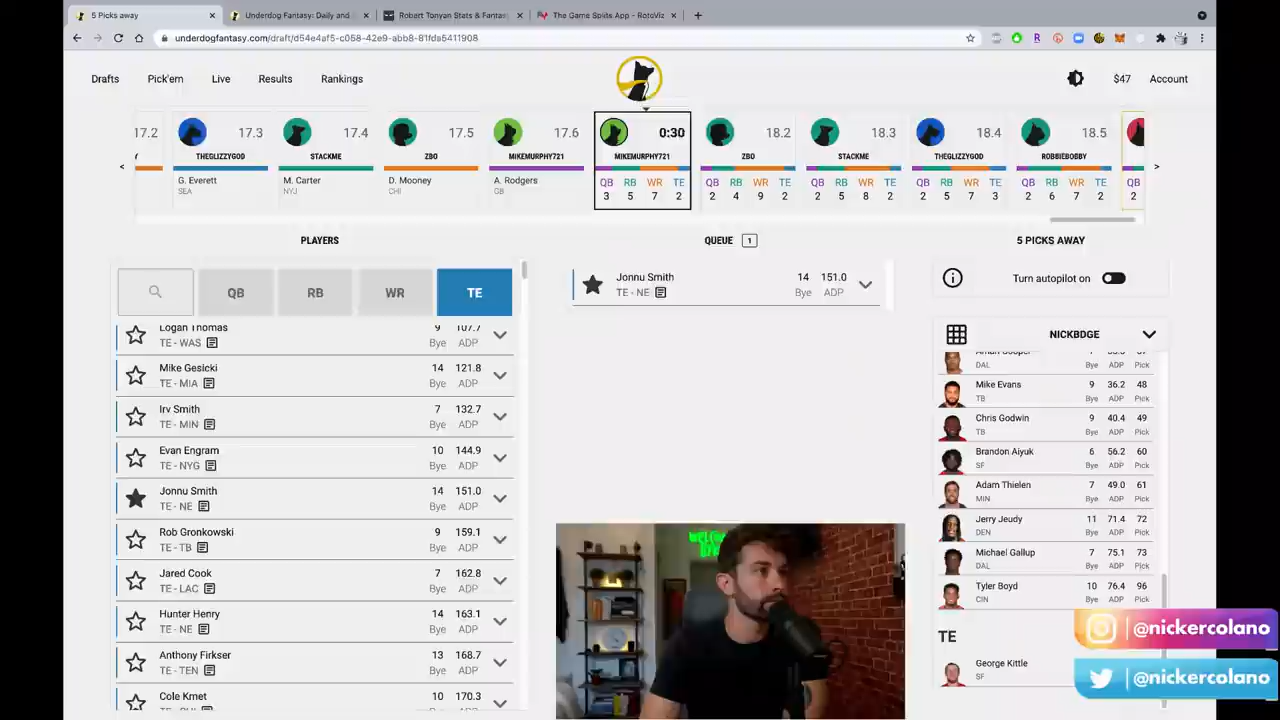 5 Picks away
Underdog Fantasy: Daily and
Robert Tonyan Stats & Fantasy
The Game Splits App - RotoViz
underdogfantasy.com/draft/d54e4af5-c058-42e9-abb8-81fda5411908
Drafts Pick'em Live Results Rankings $47 Account
17.2 17.3 17.4 17.5 17.6 0:30 18.2 18.3 18.4 18.5
THEGLIZZYGOD STACKME ZBO MIKEMURPHY721 MIKEMURPHY721 ZBO STACKME THEGLIZZYGOD ROBBIEBOBBY
G. Everett M. Carter D. Mooney A. Rodgers QB RB WR TE QB RB WR TE QB RB WR TE QB RB WR TE QB RB WR TE QB
SEA NYJ CHI GB 3 5 7 2 2 4 9 2 2 5 8 2 2 5 7 3 2 6 7 2 2
PLAYERS
QB RB WR TE
Logan Thomas 9 107.7
TE - WAS Bye ADP
Mike Gesicki 14 121.8
TE - MIA Bye ADP
Irv Smith 7 132.7
TE - MIN Bye ADP
Evan Engram 10 144.9
TE - NYG Bye ADP
Jonnu Smith 14 151.0
TE - NE Bye ADP
Rob Gronkowski 9 159.1
TE - TB Bye ADP
Jared Cook 7 162.8
TE - LAC Bye ADP
Hunter Henry 14 163.1
TE - NE Bye ADP
Anthony Firkser 13 168.7
TE - TEN Bye ADP
Cole Kmet 10 170.3
QUEUE 1
Jonnu Smith 14 151.0
TE - NE Bye ADP
WELCOME
5 PICKS AWAY
Turn autopilot on
NICKBDGE
DAL Bye ADP Pick
Mike Evans 9 36.2 48
TB Bye ADP Pick
Chris Godwin 9 40.4 49
TB Bye ADP Pick
Brandon Aiyuk 6 56.2 60
SF Bye ADP Pick
Adam Thielen 7 49.0 61
MIN Bye ADP Pick
Jerry Jeudy 11 71.4 72
DEN Bye ADP Pick
Michael Gallup 7 75.1 73
DAL Bye ADP Pick
Tyler Boyd 10 76.4 96
CIN Bye ADP Pick
TE
George Kittle
SF
@nickercolano
@nickercolano